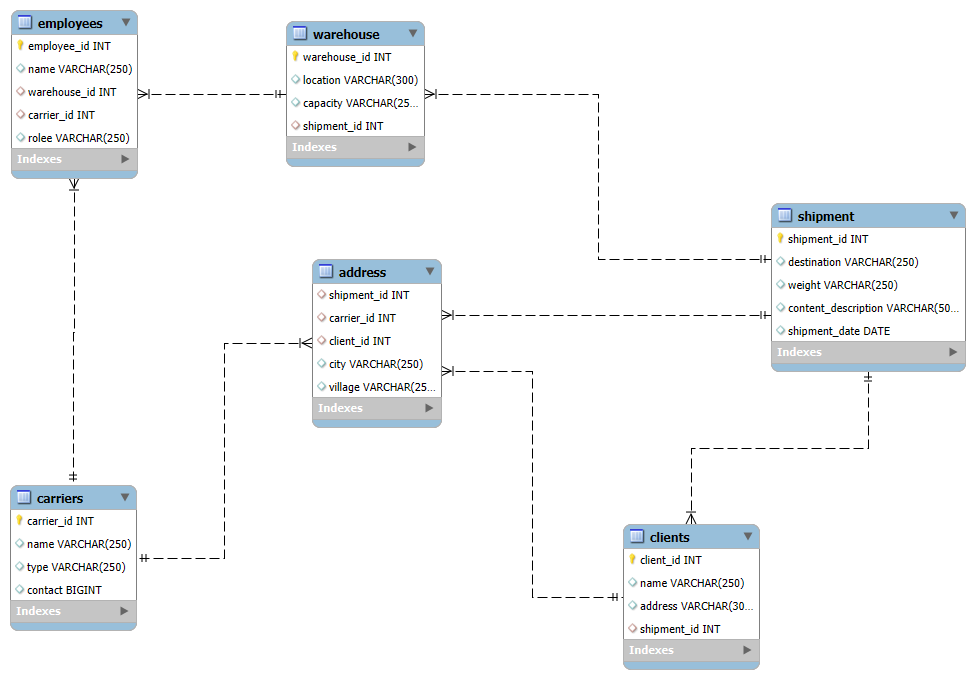 employees
employee_id INT
name VARCHAR(250)
warehouse_id INT
carrier_id INT
rolee VARCHAR(250)
Indexes
warehouse
warehouse_id INT
location VARCHAR(300)
capacity VARCHAR(25...
shipment_id INT
Indexes
shipment
shipment_id INT
destination VARCHAR(250)
weight VARCHAR(250)
content_description VARCHAR(50...
shipment_date DATE
Indexes
address
shipment_id INT
carrier_id INT
client_id INT
city VARCHAR(250)
village VARCHAR(25...
Indexes
carriers
carrier_id INT
name VARCHAR(250)
type VARCHAR(250)
contact BIGINT
Indexes
clients
client_id INT
name VARCHAR(250)
address VARCHAR(30...
shipment_id INT
Indexes